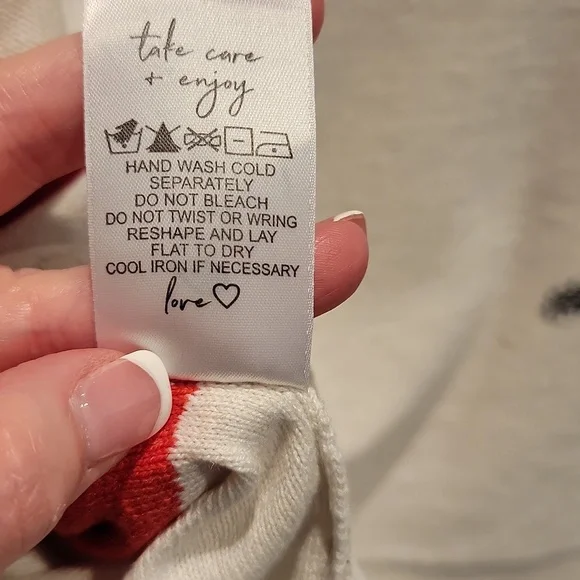 take care
+ enjoy
HAND WASH COLD
SEPARATELY
DO NOT BLEACH
DO NOT TWIST OR WRING
RESHAPE AND LAY
FLAT TO DRY
COOL IRON IF NECESSARY
love♡